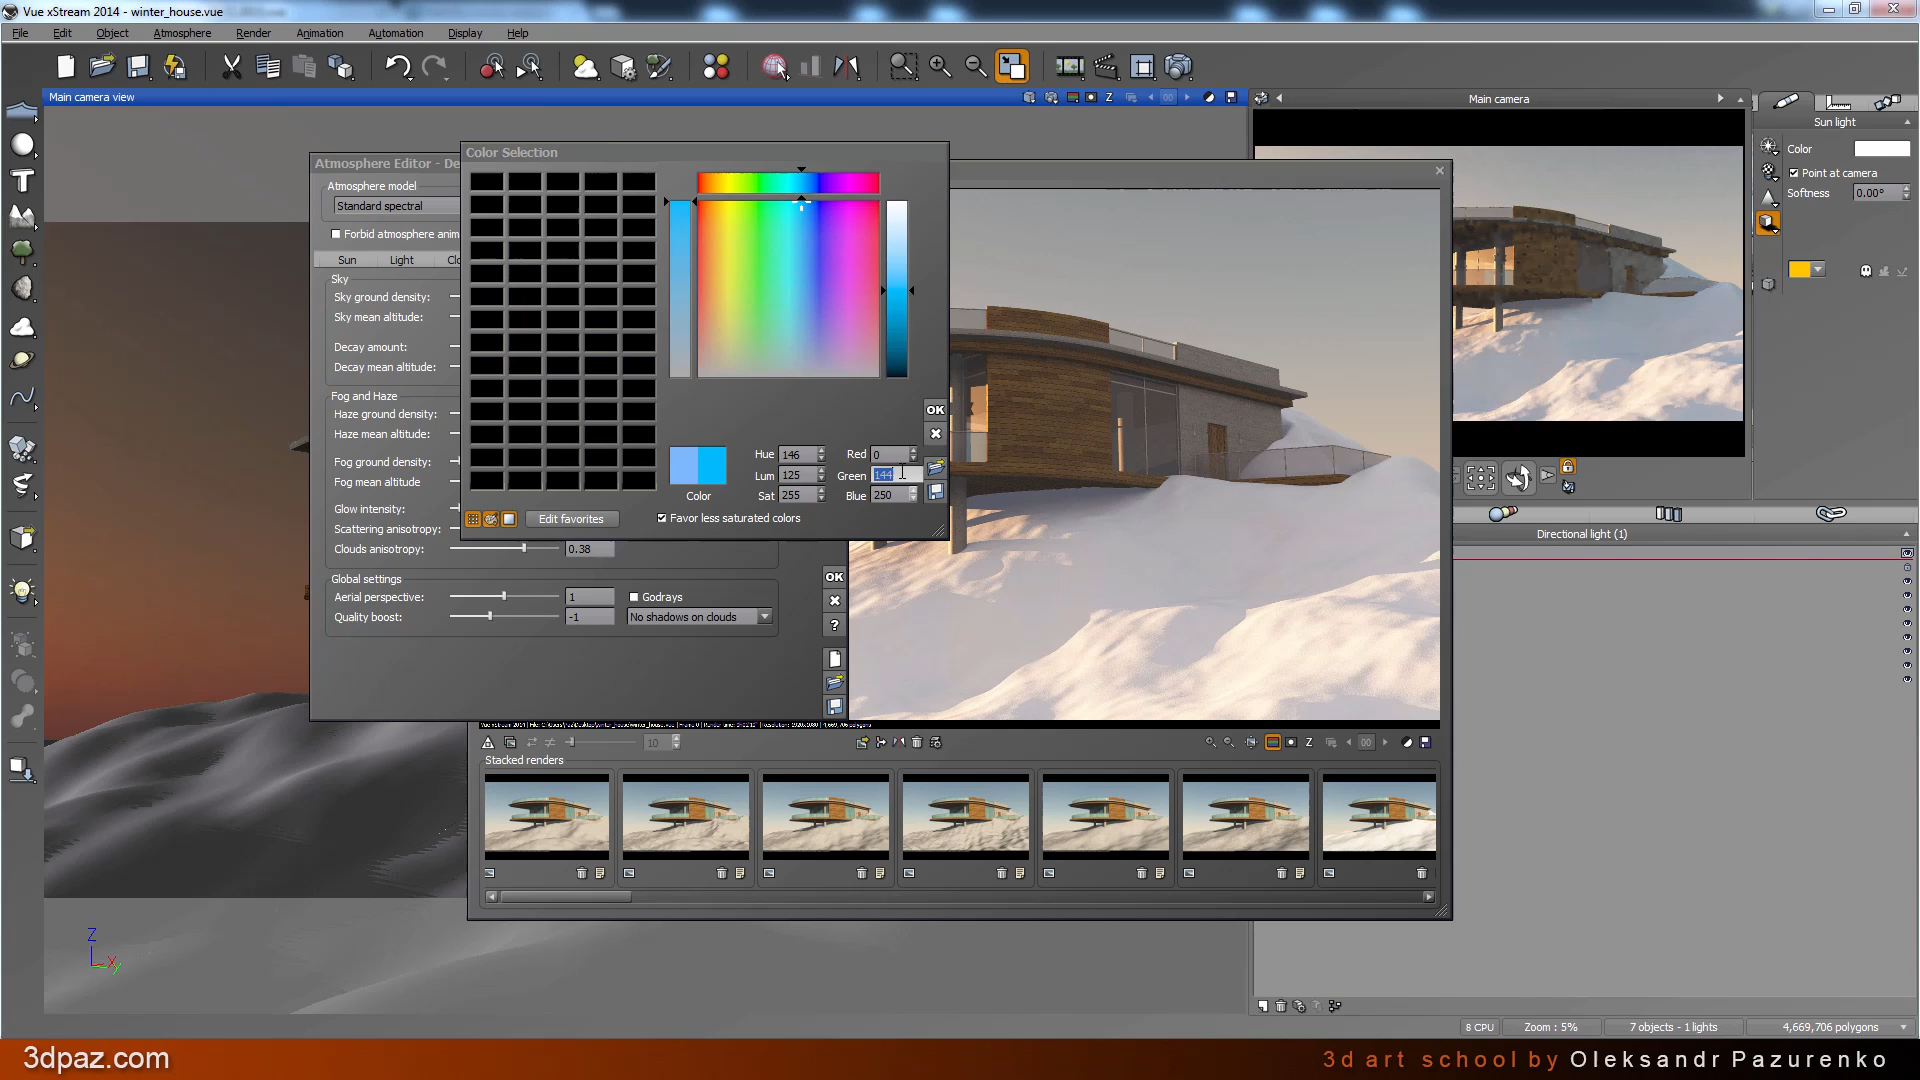 Vue xStream 2014 - winter_house.vue
File Edit Object Atmosphere Render Animation Automation Display Help
Main camera view
Z
00
Main camera
Sun light
Color
Point at camera
Softness 0.00°
Atmosphere Editor - De
Atmosphere model
Standard spectral
Forbid atmosphere anim
Sun Light Clo
Sky
Sky ground density:
Sky mean altitude:
Decay amount:
Decay mean altitude:
Fog and Haze
Haze ground density:
Haze mean altitude:
Fog ground density:
Fog mean altitude
Glow intensity:
Scattering anisotropy:
Clouds anisotropy: 0.38
Global settings
Aerial perspective: 1 Godrays
Quality boost: -1 No shadows on clouds
OK
?
Color Selection
OK
Hue 146 Red 0
Lum 125 Green 144
Sat 255 Blue 250
Color
Edit favorites
Favor less saturated colors
10
Z
00
Stacked renders
Directional light (1)
Z
X
y
8 CPU Zoom : 5% 7 objects - 1 lights 4,669,706 polygons
3dpaz.com
3d art school by Oleksandr Pazurenko